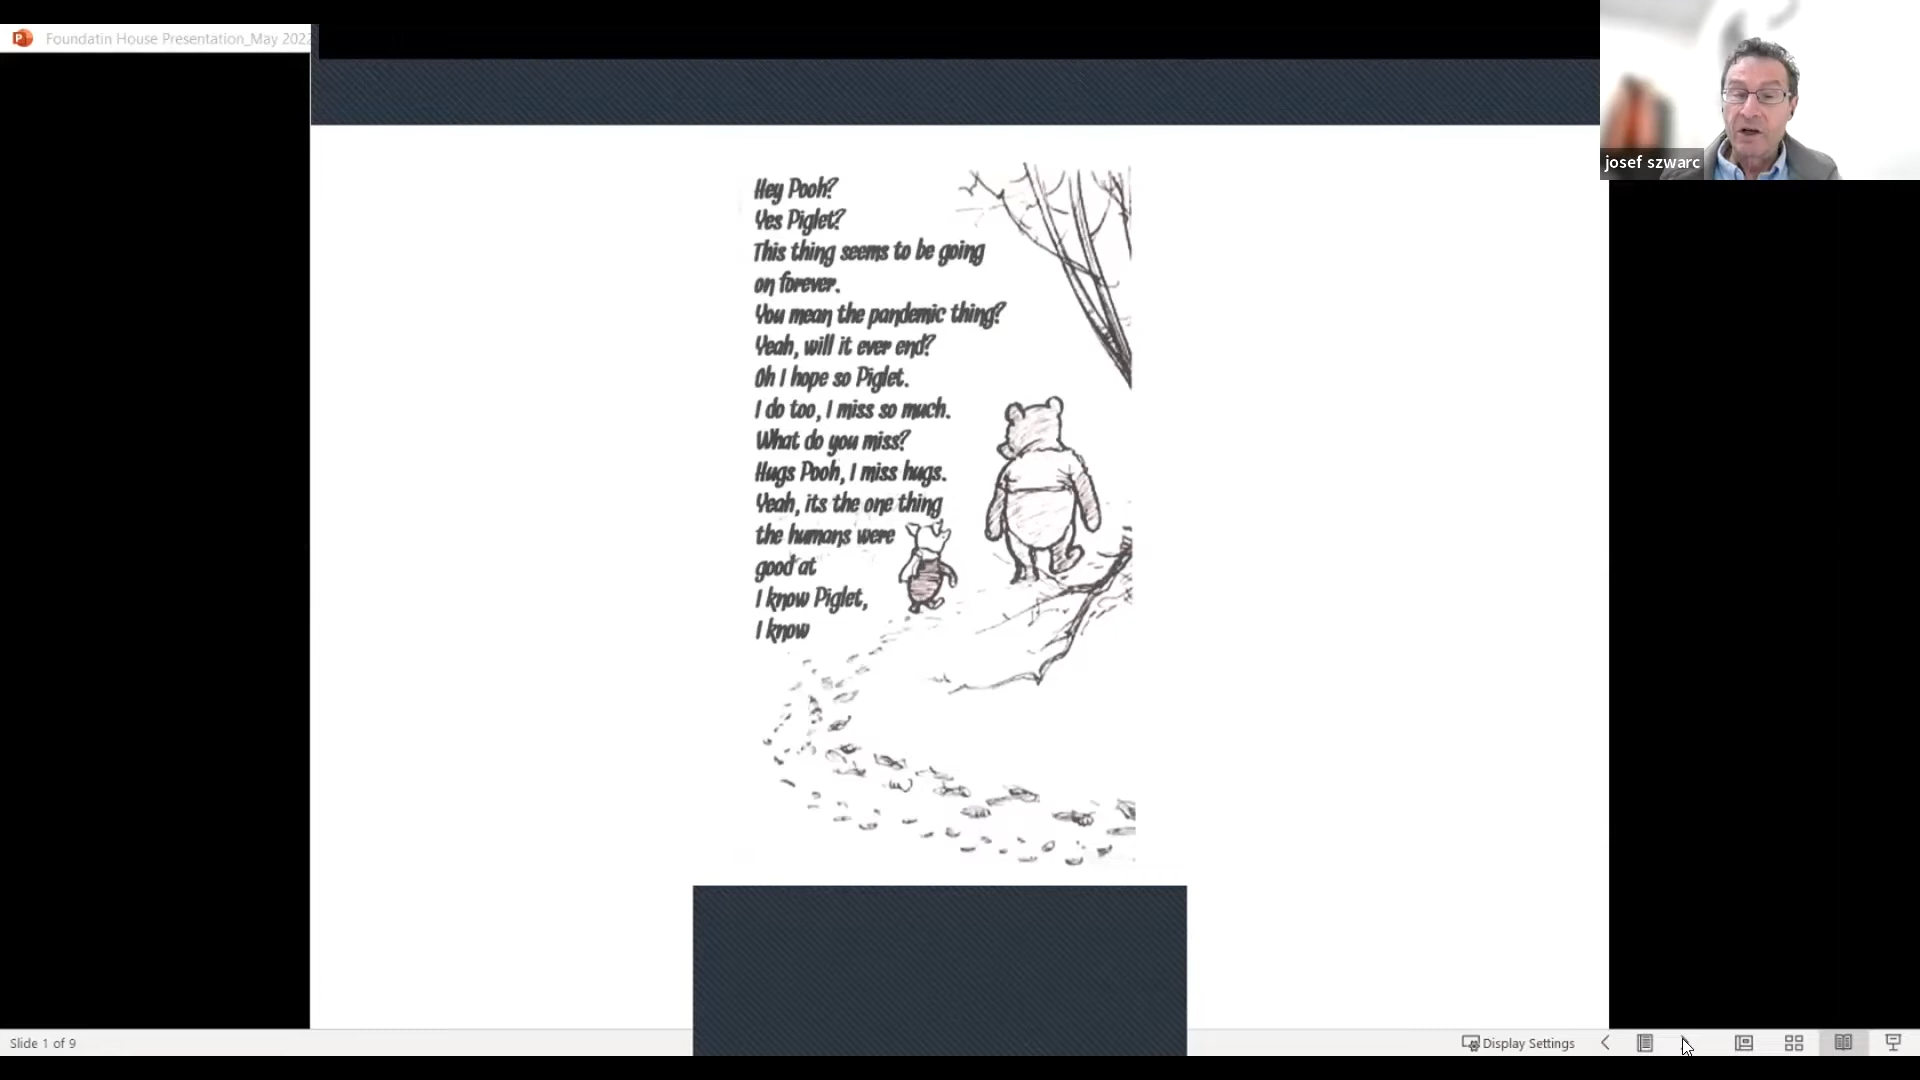 Foundatin House Presentation_May 2022
josef szwarc
Hey Pooh?
Yes Piglet?
This thing seems to be going
on forever.
You mean the pandemic thing?
Yeah, will it ever end?
Oh I hope so Piglet.
I do too, I miss so much.
What do you miss?
Hugs Pooh, I miss hugs.
Yeah, its the one thing
the humans were
good at
I know Piglet,
I know
Slide 1 of 9
Display Settings